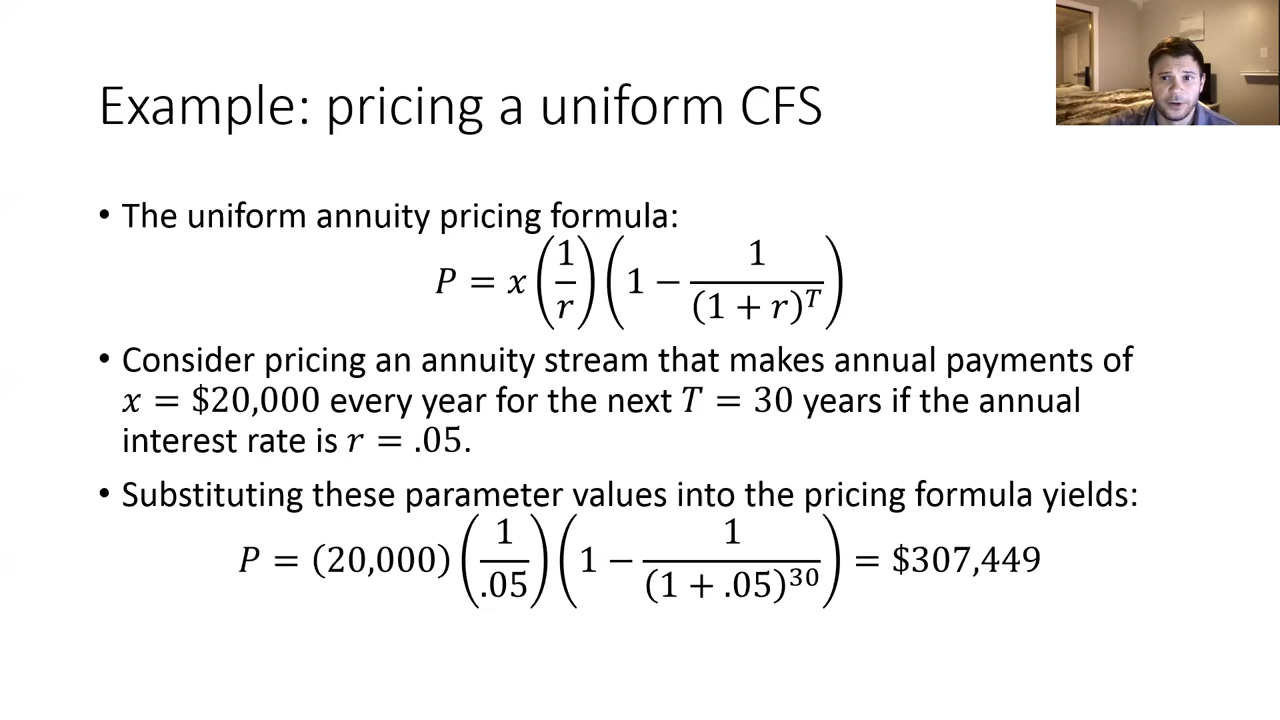 Example: pricing a uniform CFS
• The uniform annuity pricing formula:
P = x (1/r) (1 − 1/(1 + r)^T)
• Consider pricing an annuity stream that makes annual payments of
x = $20,000 every year for the next T = 30 years if the annual
interest rate is r = .05.
• Substituting these parameter values into the pricing formula yields:
P = (20,000) (1/.05) (1 − 1/(1 + .05)^30) = $307,449